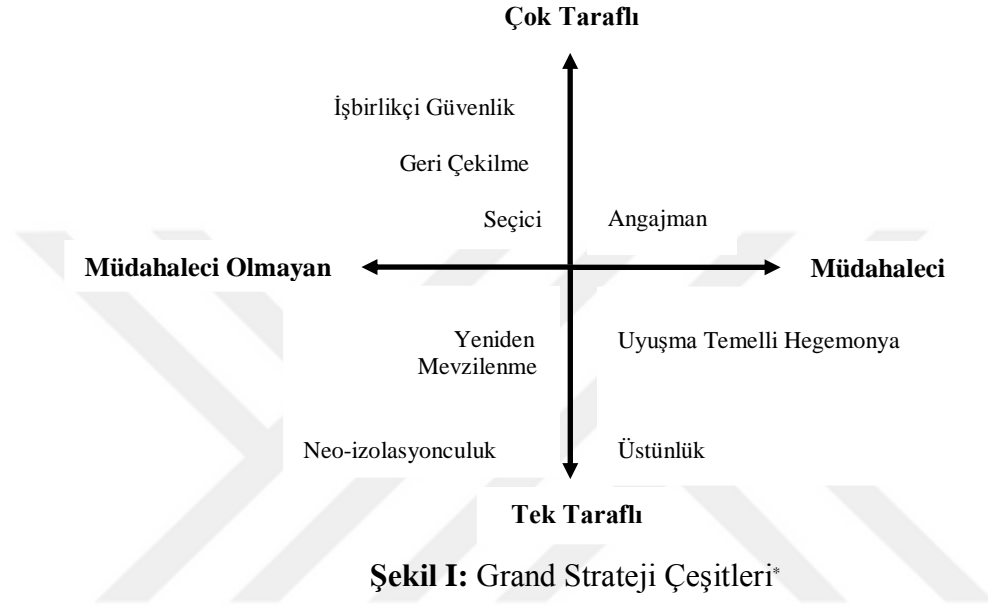 Çok Taraflı
İşbirlikçi Güvenlik
Geri Çekilme
Seçici Angajman
Müdahaleci Olmayan Müdahaleci
Yeniden Uyuşma Temelli Hegemonya
Mevzilenme
Neo-izolasyonculuk Üstünlük
Tek Taraflı
Şekil I: Grand Strateji Çeşitleri*